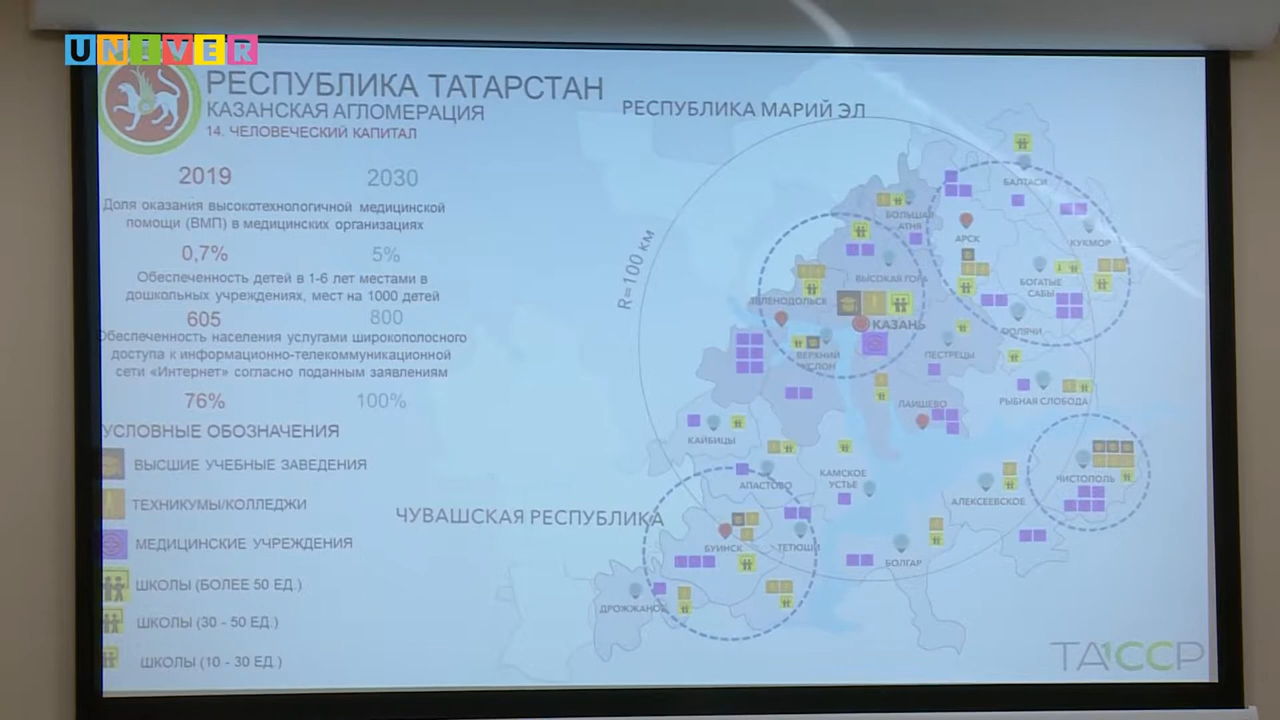 UNIVER
РЕСПУБЛИКА ТАТАРСТАН
КАЗАНСКАЯ АГЛОМЕРАЦИЯ
14. ЧЕЛОВЕЧЕСКИЙ КАПИТАЛ
2019 2030
Доля оказания высокотехнологичной медицинской
помощи (ВМП) в медицинских организациях
0,7% 5%
Обеспеченность детей в 1-6 лет местами в
дошкольных учреждениях, мест на 1000 детей
605 800
Обеспеченность населения услугами широкополосного
доступа к информационно-телекоммуникационной
сети «Интернет» согласно поданным заявлениям
76% 100%
УСЛОВНЫЕ ОБОЗНАЧЕНИЯ
ВЫСШИЕ УЧЕБНЫЕ ЗАВЕДЕНИЯ
ТЕХНИКУМЫ/КОЛЛЕДЖИ
МЕДИЦИНСКИЕ УЧРЕЖДЕНИЯ
ШКОЛЫ (БОЛЕЕ 50 ЕД.)
ШКОЛЫ (30 - 50 ЕД.)
ШКОЛЫ (10 - 30 ЕД.)
РЕСПУБЛИКА МАРИЙ ЭЛ
R=100 км
БАЛТАСИ
БОЛЬШАЯ
АТНЯ
АРСК
КУКМОР
ВЫСОКАЯ ГОРА
БОГАТЫЕ
САБЫ
ЗЕЛЕНОДОЛЬСК
КАЗАНЬ
ТЮЛЯЧИ
ВЕРХНИЙ
УСЛОН
ПЕСТРЕЦЫ
РЫБНАЯ СЛОБОДА
ЛАИШЕВО
КАЙБИЦЫ
АПАСТОВО
КАМСКОЕ
УСТЬЕ
ЧИСТОПОЛЬ
АЛЕКСЕЕВСКОЕ
ЧУВАШСКАЯ РЕСПУБЛИКА
БУИНСК
ТЕТЮШИ
БОЛГАР
ДРОЖЖАНОЕ
TA1CCP